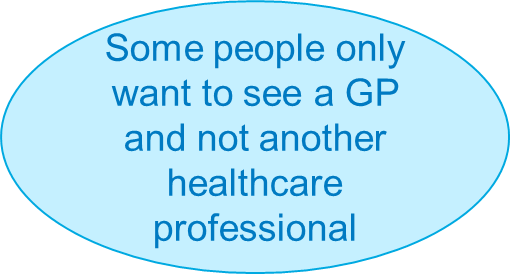 Some people only
want to see a GP
and not another
healthcare
professional